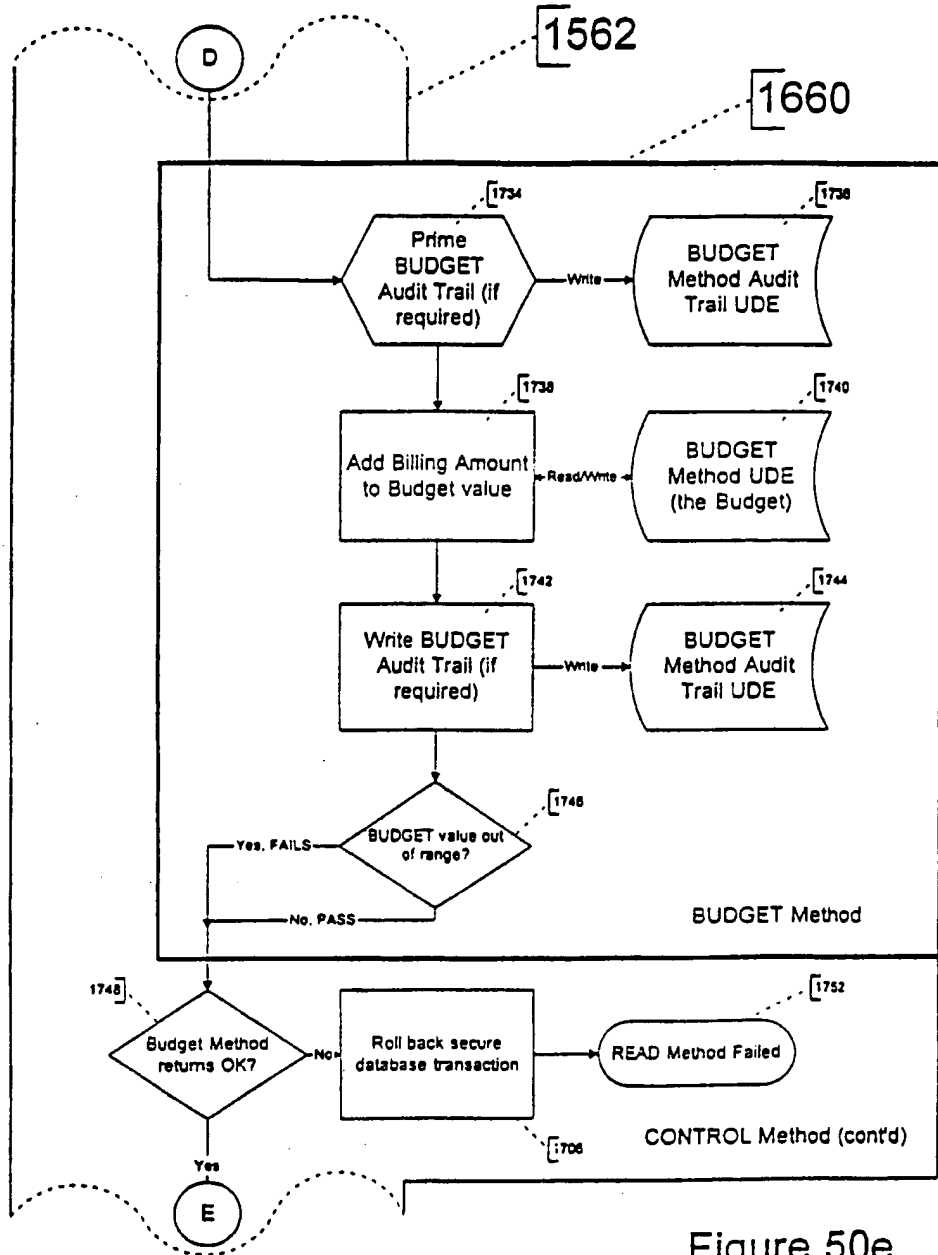 D
1562
1660
1734
Prime
BUDGET
Audit Trail (if
required)
Write
1736
BUDGET
Method Audit
Trail UDE
1738
Add Billing Amount
to Budget value
Read/Write
1740
BUDGET
Method UDE
(the Budget)
1742
Write BUDGET
Audit Trail (if
required)
Write
1744
BUDGET
Method Audit
Trail UDE
1746
BUDGET value out
of range?
Yes, FAILS
No, PASS
BUDGET Method
1748
Budget Method
returns OK?
No
Roll back secure
database transaction
1706
1752
READ Method Failed
CONTROL Method (cont'd)
Yes
E
Figure 50e